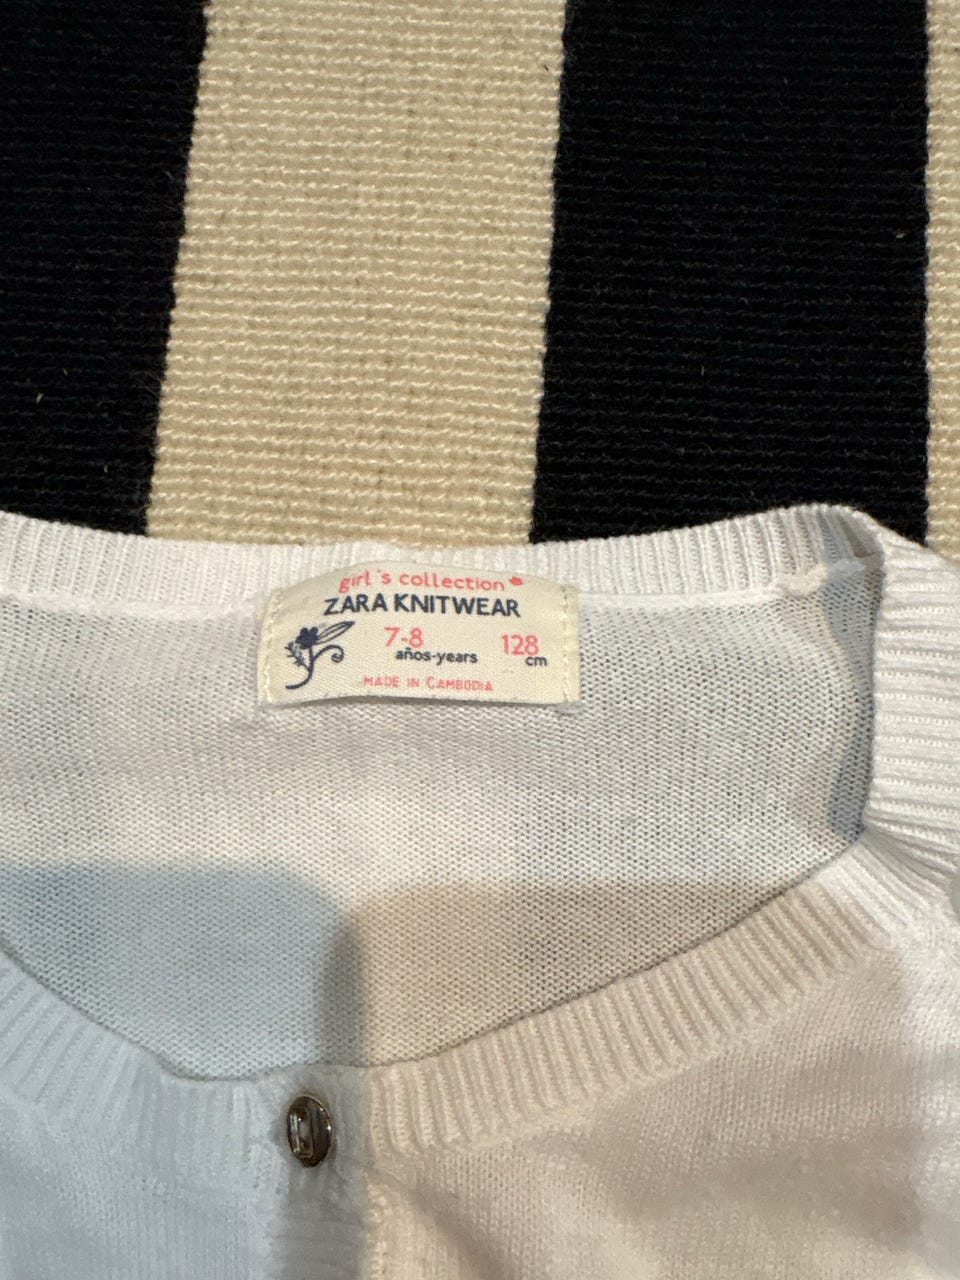 girl's collection
ZARA KNITWEAR
7-8 128
años-years cm
MADE IN CAMBODIA